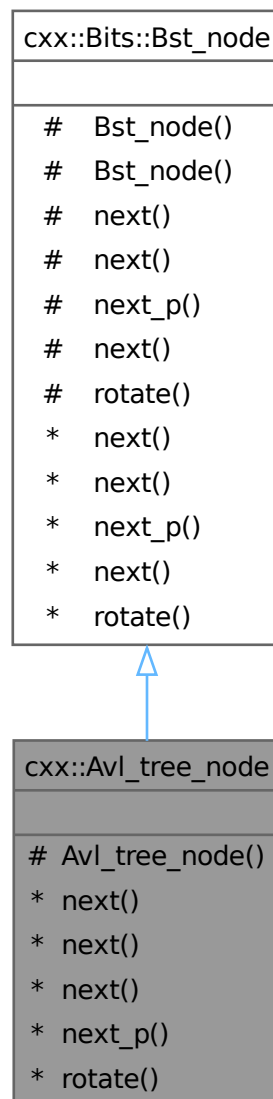 cxx::Bits::Bst_node
# Bst_node()
# Bst_node()
# next()
# next()
# next_p()
# next()
# rotate()
* next()
* next()
* next_p()
* next()
* rotate()
cxx::Avl_tree_node
# Avl_tree_node()
* next()
* next()
* next()
* next_p()
* rotate()